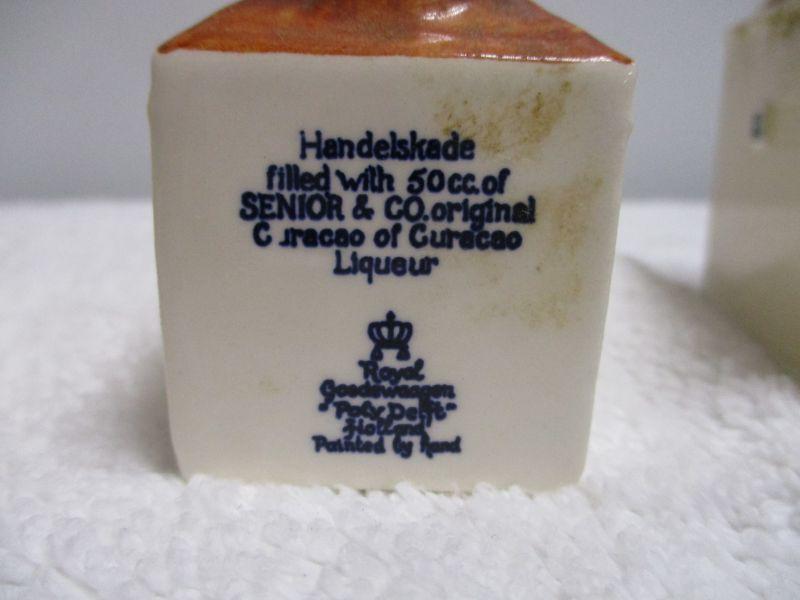 Handelskade
filled with 50cc.of
SENIOR & CO.original
Curacao of Curacao
Liqueur
Royal
Goedewaagen
"Poly Delft"
Holland
Painted by hand